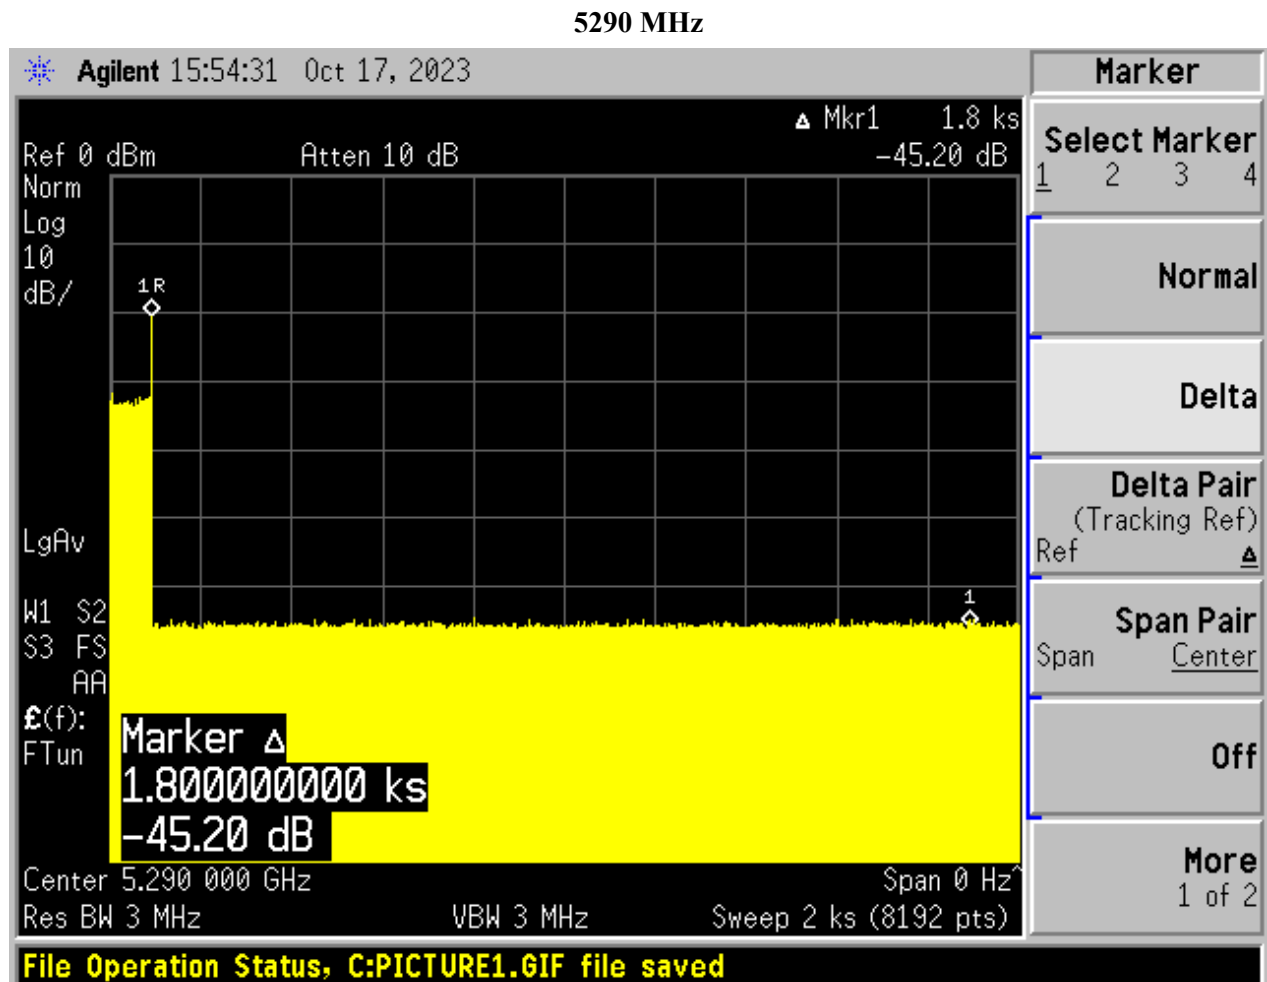 5290 MHz
Agilent 15:54:31 Oct 17, 2023
Marker
Δ Mkr1 1.8 ks
Ref 0 dBm Atten 10 dB -45.20 dB
Norm
Log
10
dB/
1R
LgAv
1
W1 S2
S3 FS
AA
£(f):
FTun
Marker Δ
1.800000000 ks
-45.20 dB
Center 5.290 000 GHz Span 0 Hz^
Res BW 3 MHz VBW 3 MHz Sweep 2 ks (8192 pts)
Select Marker
1 2 3 4
Normal
Delta
Delta Pair
(Tracking Ref)
Ref Δ
Span Pair
Span Center
Off
More
1 of 2
File Operation Status, C:PICTURE1.GIF file saved